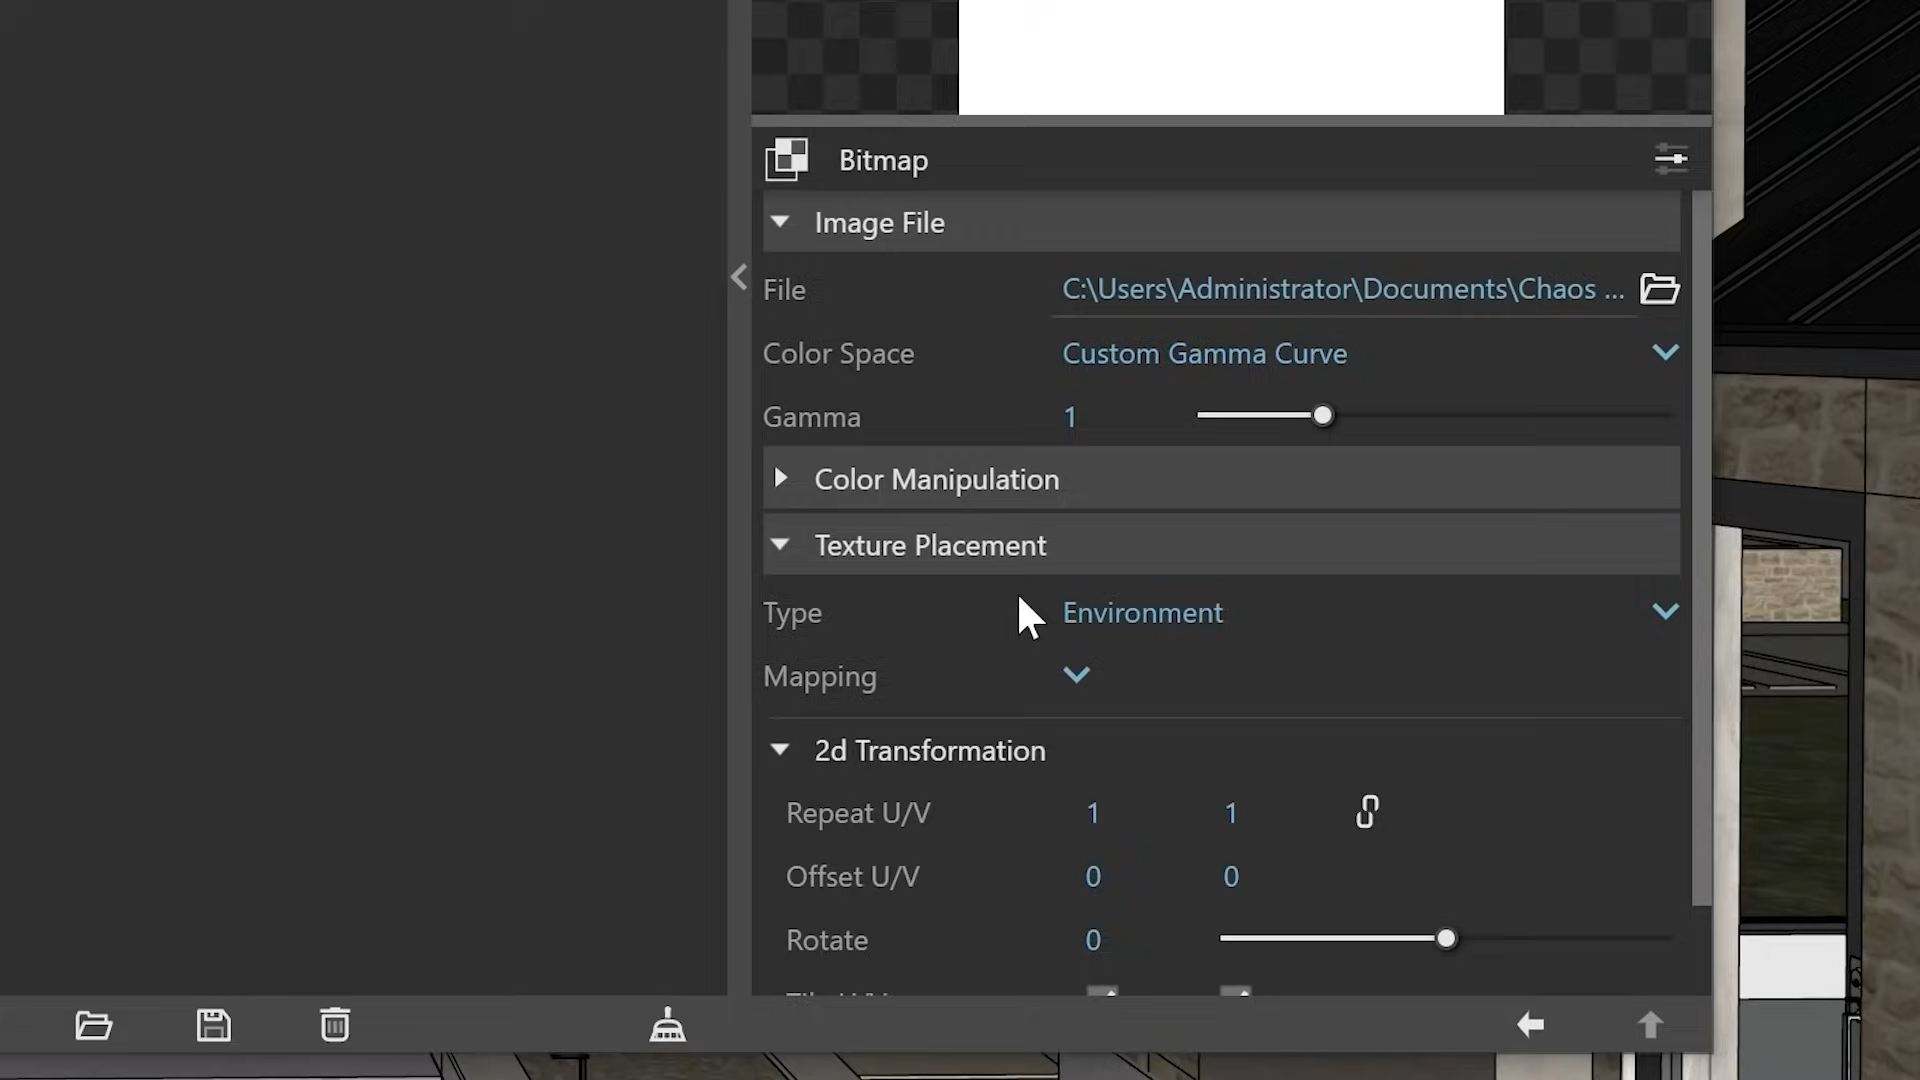 Bitmap
Image File
File C:\Users\Administrator\Documents\Chaos ...
Color Space Custom Gamma Curve
Gamma 1
Color Manipulation
Texture Placement
Type Environment
Mapping
2d Transformation
Repeat U/V 1 1
Offset U/V 0 0
Rotate 0